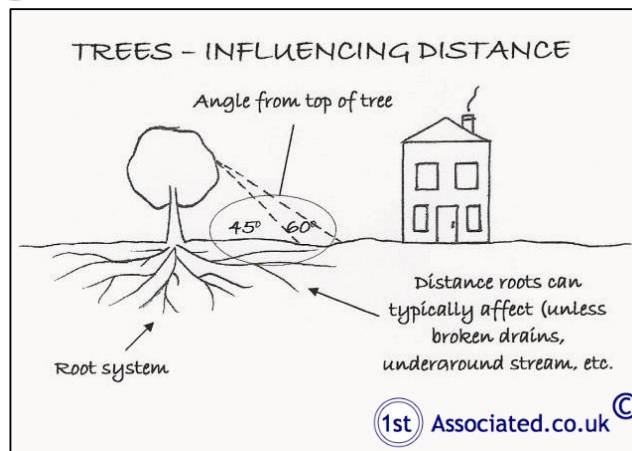 TREES – INFLUENCING DISTANCE
Angle from top of tree
45° 60°
Distance roots can
typically affect (unless
broken drains,
underground stream, etc.
Root system
1st Associated.co.uk ©